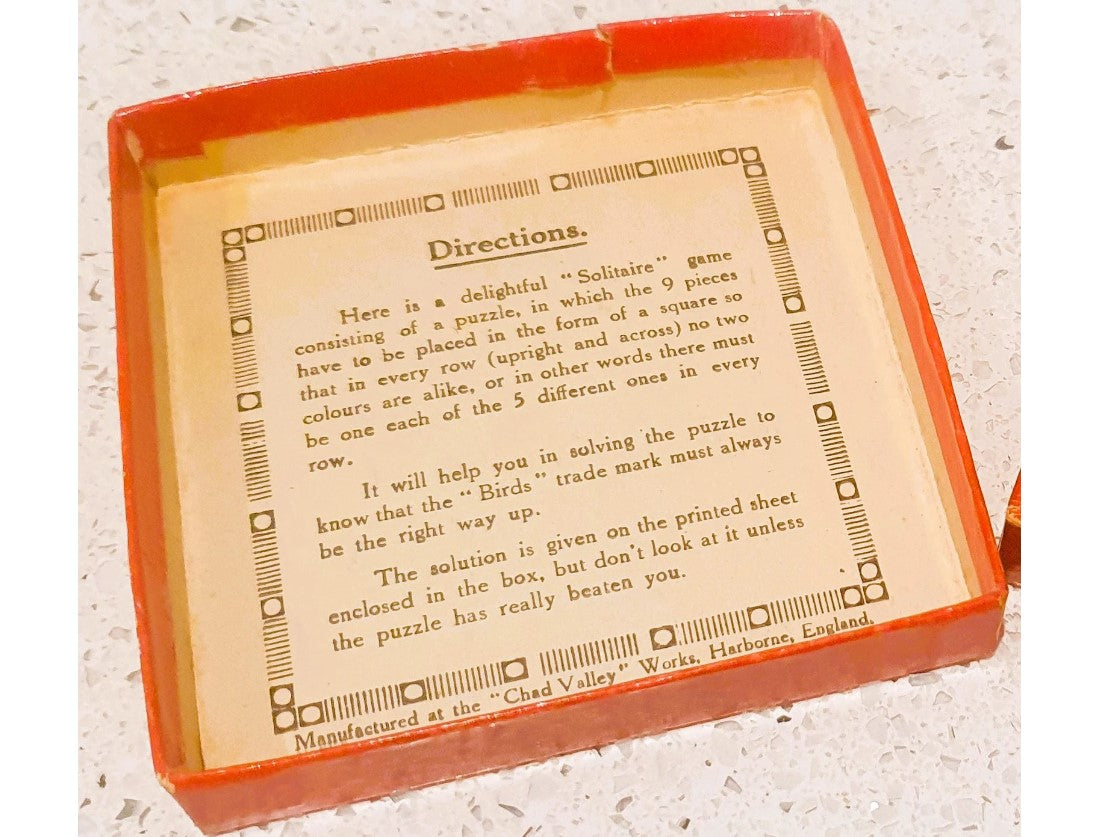 Directions.
Here is a delightful "Solitaire" game
consisting of a puzzle, in which the 9 pieces
have to be placed in the form of a square so
that in every row (upright and across) no two
colours are alike, or in other words there must
be one each of the 5 different ones in every
row.
It will help you in solving the puzzle to
know that the "Birds" trade mark must always
be the right way up.
The solution is given on the printed sheet
enclosed in the box, but don't look at it unless
the puzzle has really beaten you.
Manufactured at the "Chad Valley" Works, Harborne, England.